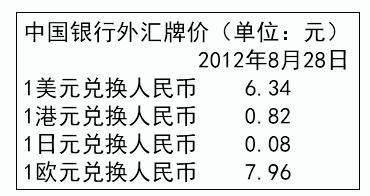 中国银行外汇牌价（单位：元）
2012年8月28日
1美元兑换人民币 6.34
1港元兑换人民币 0.82
1日元兑换人民币 0.08
1欧元兑换人民币 7.96